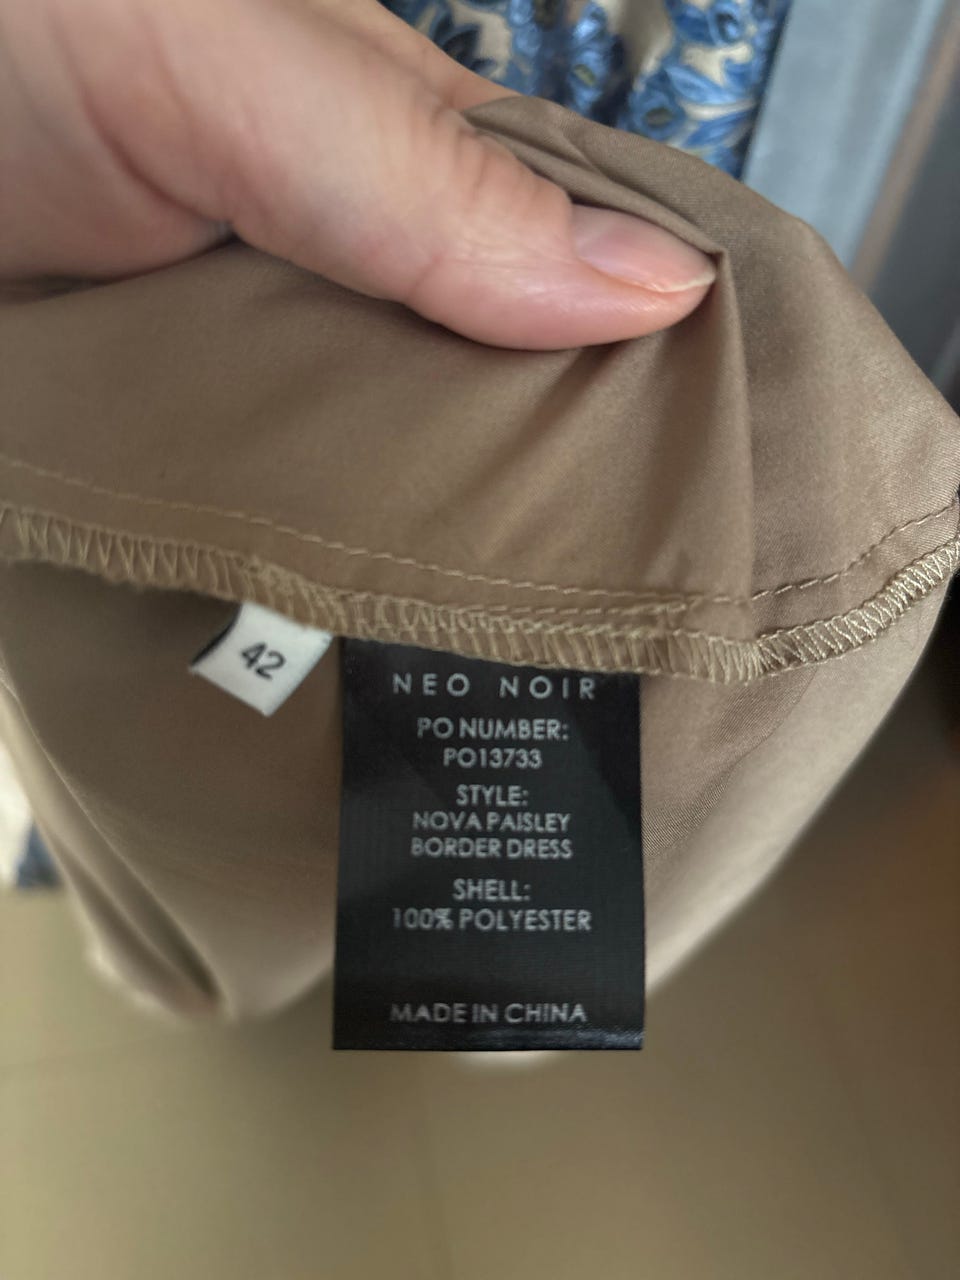 42
NEO NOIR
PO NUMBER:
PO13733
STYLE:
NOVA PAISLEY
BORDER DRESS
SHELL:
100% POLYESTER
MADE IN CHINA